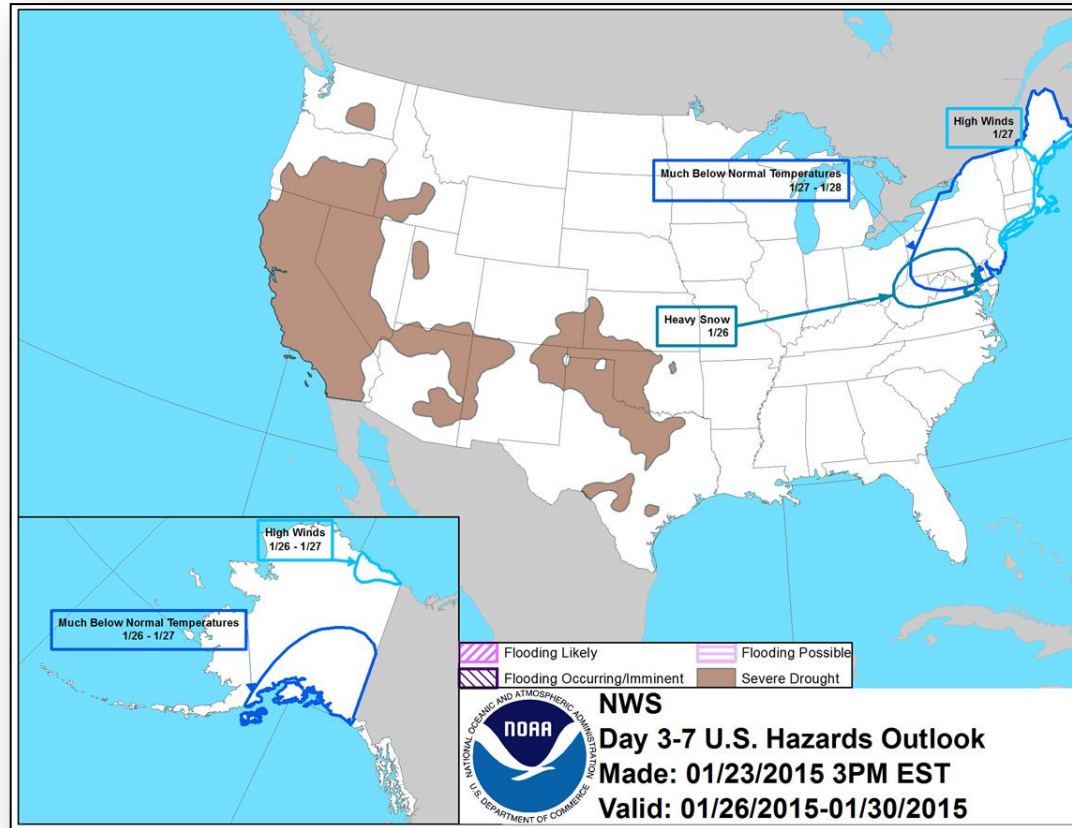 High Winds
1/27
Much Below Normal Temperatures
1/27 - 1/28
Heavy Snow
1/26
High Winds
1/26 - 1/27
Much Below Normal Temperatures
1/26 - 1/27
Flooding Likely
Flooding Possible
Flooding Occurring/Imminent
Severe Drought
NATIONAL OCEANIC AND ATMOSPHERIC ADMINISTRATION
NOAA
U.S. DEPARTMENT OF COMMERCE
NWS
Day 3-7 U.S. Hazards Outlook
Made: 01/23/2015 3PM EST
Valid: 01/26/2015-01/30/2015